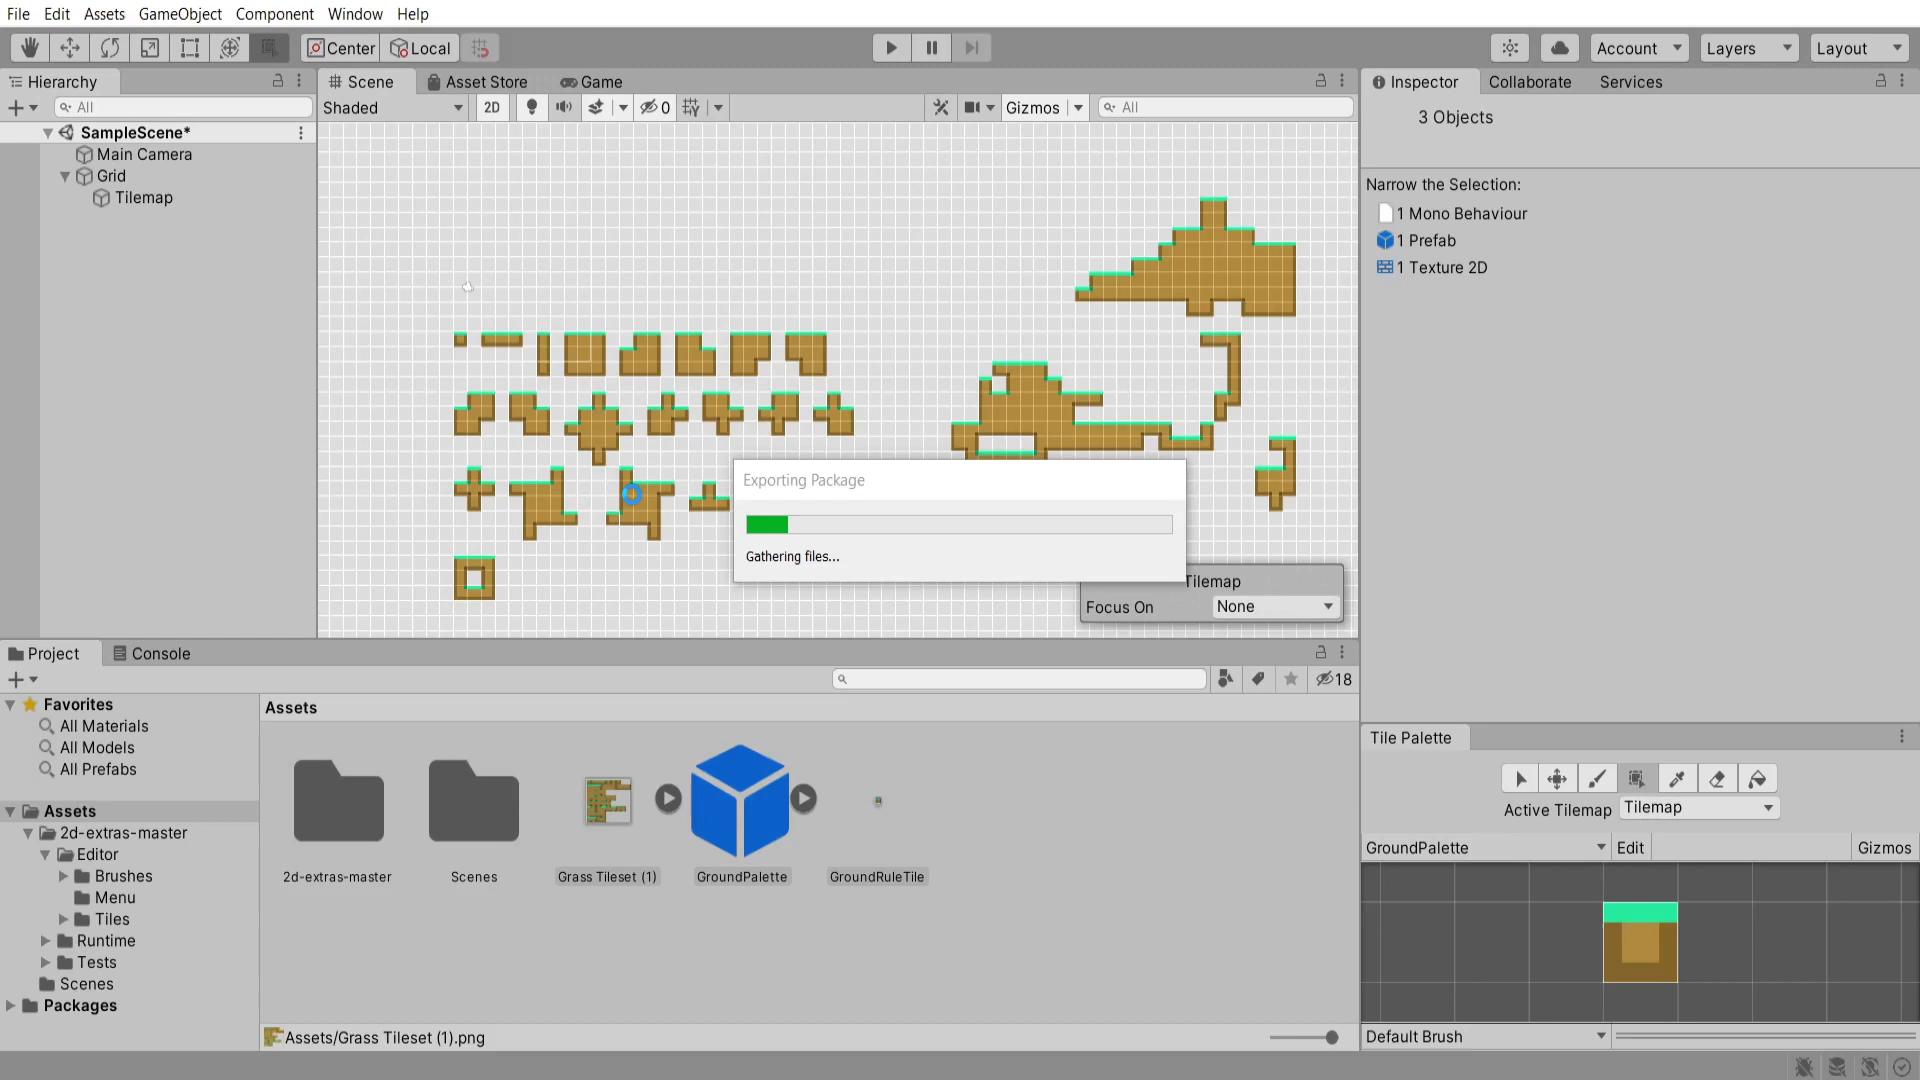 File Edit Assets GameObject Component Window Help
Center Local Account Layers Layout
Hierarchy
All
SampleScene*
Main Camera
Grid
Tilemap
Scene Asset Store Game
Shaded 2D 0 Gizmos All
Exporting Package
Gathering files...
Tilemap
Focus On None
Inspector Collaborate Services
3 Objects
Narrow the Selection:
1 Mono Behaviour
1 Prefab
1 Texture 2D
Project Console
18
Favorites
All Materials
All Models
All Prefabs
Assets
2d-extras-master
Editor
Brushes
Menu
Tiles
Runtime
Tests
Scenes
Packages
Assets
2d-extras-master Scenes Grass Tileset (1) GroundPalette GroundRuleTile
Assets/Grass Tileset (1).png
Tile Palette
Active Tilemap Tilemap
GroundPalette Edit Gizmos
Default Brush